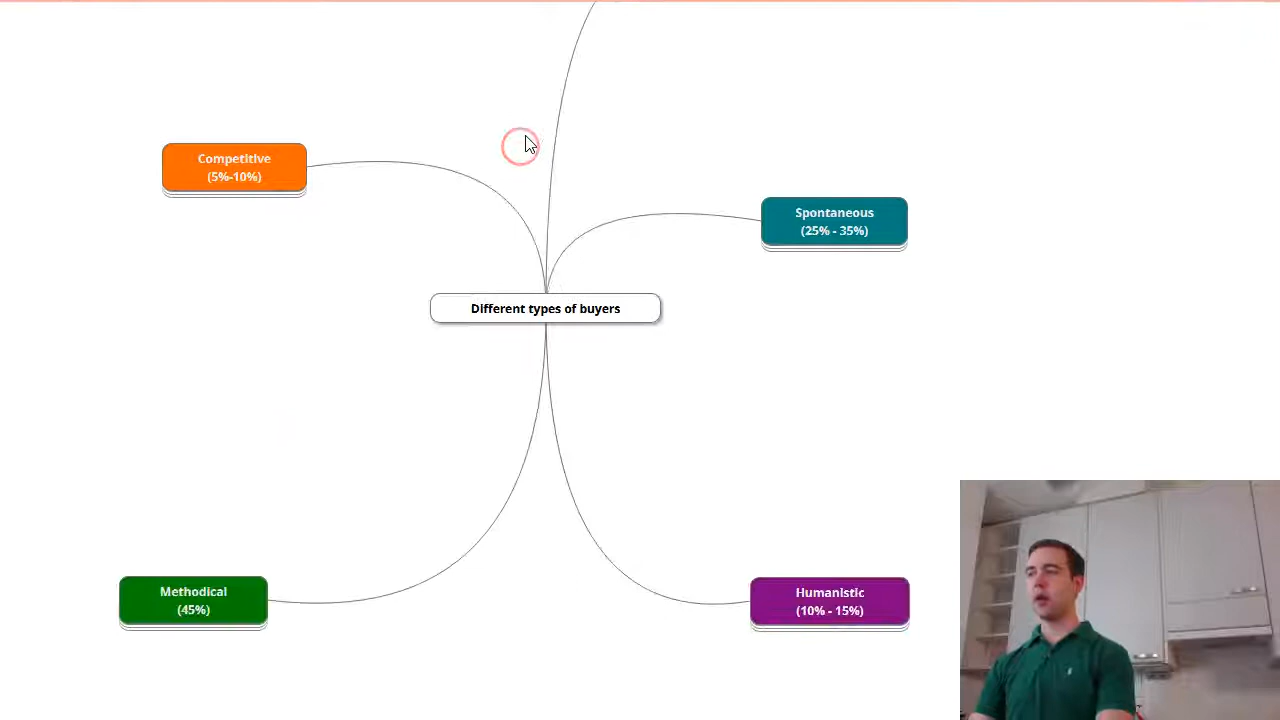 Competitive
(5%-10%)
Spontaneous
(25% - 35%)
Different types of buyers
Methodical
(45%)
Humanistic
(10% - 15%)